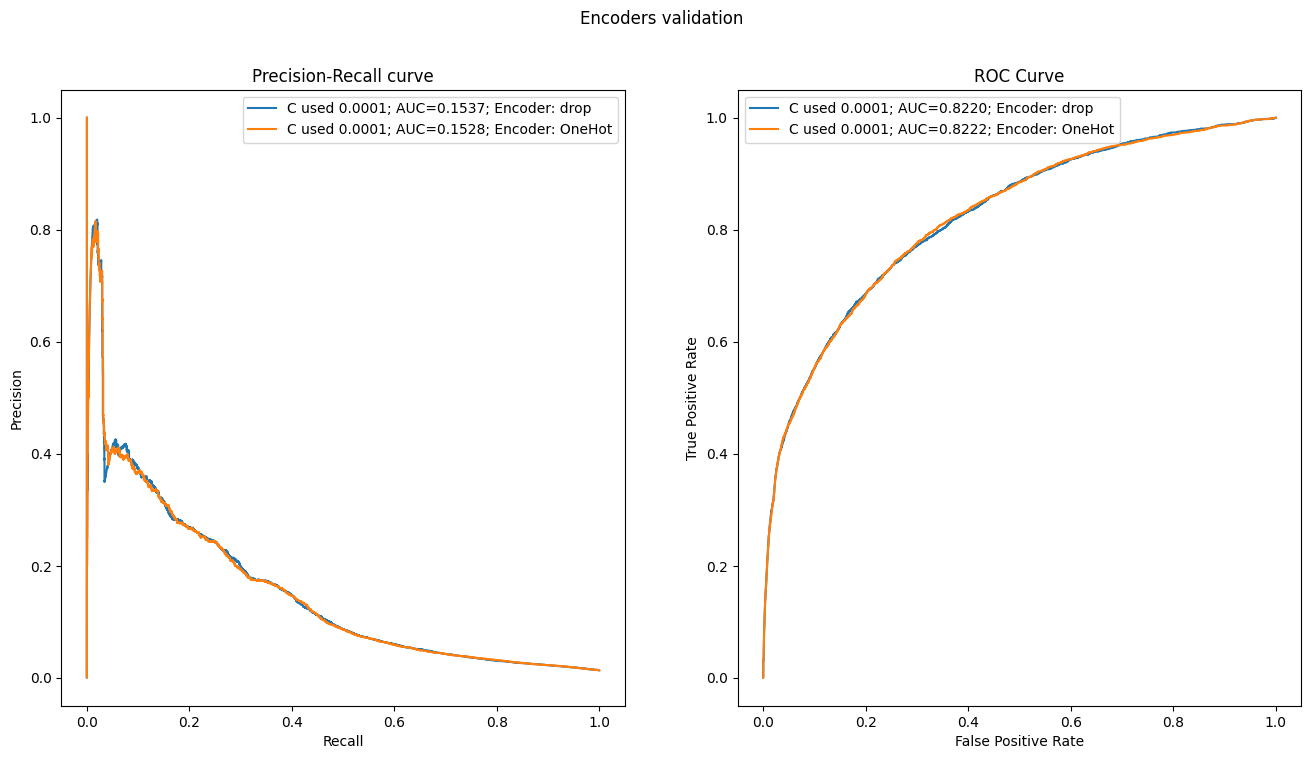 Encoders validation
Precision-Recall curve
C used 0.0001; AUC=0.1537; Encoder: drop
C used 0.0001; AUC=0.1528; Encoder: OneHot
1.0
0.8
0.6
0.4
0.2
0.0
Precision
0.0 0.2 0.4 0.6 0.8 1.0
Recall
ROC Curve
C used 0.0001; AUC=0.8220; Encoder: drop
C used 0.0001; AUC=0.8222; Encoder: OneHot
1.0
0.8
0.6
0.4
0.2
0.0
True Positive Rate
0.0 0.2 0.4 0.6 0.8 1.0
False Positive Rate